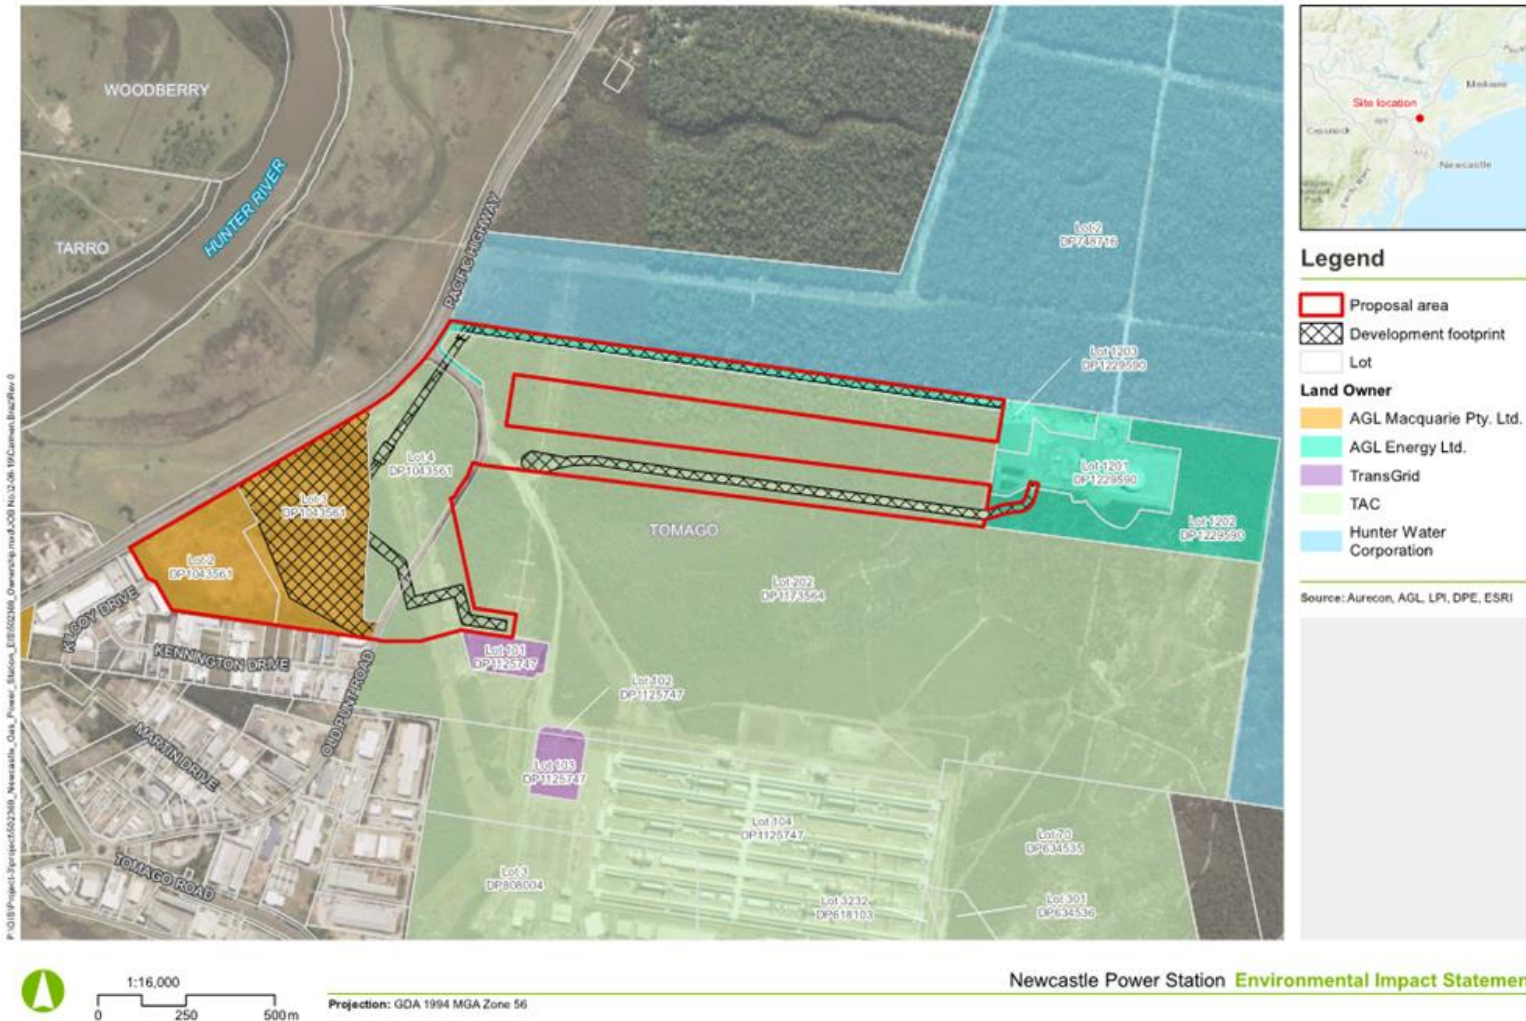 WOODBERRY
TARRO
HUNTER RIVER
PACIFIC HIGHWAY
Lot 2
DP748716
Lot 1203
DP1229590
Lot 1201
DP1229590
Lot 1202
DP1229590
Lot 4
DP1043561
Lot 3
DP1043561
Lot 2
DP1043561
TOMAGO
Lot 202
DP1173564
KILCOY DRIVE
KENNINGTON DRIVE
OLD PUNT ROAD
MARTIN DRIVE
TOMAGO ROAD
Lot 101
DP1125747
Lot 102
DP1125747
Lot 103
DP1125747
Lot 104
DP1125747
Lot 70
DP634535
Lot 3
DP808004
Lot 3232
DP618103
Lot 301
DP634536
Site location
Cessnock
Newcastle
Legend
Proposal area
Development footprint
Lot
Land Owner
AGL Macquarie Pty. Ltd.
AGL Energy Ltd.
TransGrid
TAC
Hunter Water
Corporation
Source: Aurecon, AGL, LPI, DPE, ESRI
1:16,000
0 250 500m
Projection: GDA 1994 MGA Zone 56
Newcastle Power Station Environmental Impact Statemen